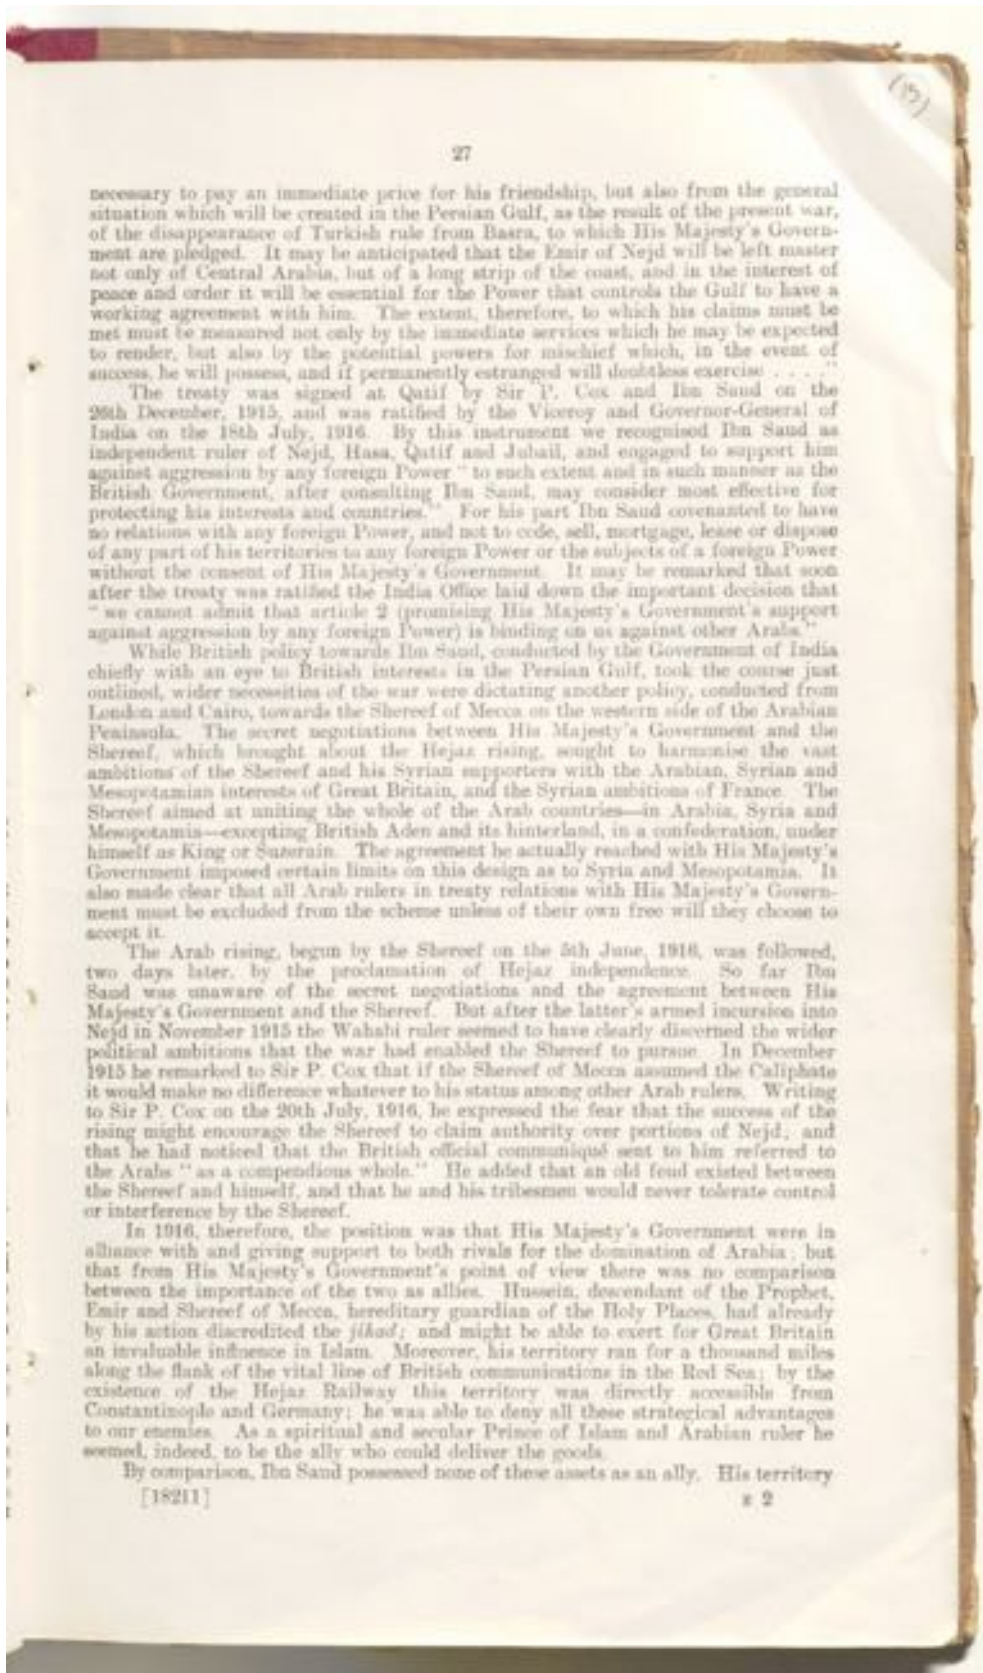 (15)
27
necessary to pay an immediate price for his friendship, but also from the general
situation which will be created in the Persian Gulf, as the result of the present war,
of the disappearance of Turkish rule from Basra, to which His Majesty's Govern-
ment are pledged. It may be anticipated that the Emir of Nejd will be left master
not only of Central Arabia, but of a long strip of the coast, and in the interest of
peace and order it will be essential for the Power that controls the Gulf to have a
working agreement with him. The extent, therefore, to which his claims must be
met must be measured not only by the immediate services which he may be expected
to render, but also by the potential powers for mischief which, in the event of
success, he will possess, and if permanently estranged will doubtless exercise . . . ."
The treaty was signed at Qatif by Sir P. Cox and Ibn Saud on the
26th December, 1915, and was ratified by the Viceroy and Governor-General of
India on the 18th July, 1916. By this instrument we recognised Ibn Saud as
independent ruler of Nejd, Hasa, Qatif and Jubail, and engaged to support him
against aggression by any foreign Power "to such extent and in such manner as the
British Government, after consulting Ibn Saud, may consider most effective for
protecting his interests and countries." For his part Ibn Saud covenanted to have
no relations with any foreign Power, and not to cede, sell, mortgage, lease or dispose
of any part of his territories to any foreign Power or the subjects of a foreign Power
without the consent of His Majesty's Government. It may be remarked that soon
after the treaty was ratified the India Office laid down the important decision that
"we cannot admit that article 2 (promising His Majesty's Government's support
against aggression by any foreign Power) is binding on us against other Arabs."
While British policy towards Ibn Saud, conducted by the Government of India
chiefly with an eye to British interests in the Persian Gulf, took the course just
outlined, wider necessities of the war were dictating another policy, conducted from
London and Cairo, towards the Shereef of Mecca on the western side of the Arabian
Peninsula. The secret negotiations between His Majesty's Government and the
Shereef, which brought about the Hejaz rising, sought to harmonise the vast
ambitions of the Shereef and his Syrian supporters with the Arabian, Syrian and
Mesopotamian interests of Great Britain, and the Syrian ambitions of France. The
Shereef aimed at uniting the whole of the Arab countries—in Arabia, Syria and
Mesopotamia—excepting British Aden and its hinterland, in a confederation, under
himself as King or Suzerain. The agreement he actually reached with His Majesty's
Government imposed certain limits on this design as to Syria and Mesopotamia. It
also made clear that all Arab rulers in treaty relations with His Majesty's Govern-
ment must be excluded from the scheme unless of their own free will they choose to
accept it.
The Arab rising, begun by the Shereef on the 5th June, 1916, was followed,
two days later, by the proclamation of Hejaz independence. So far Ibn
Saud was unaware of the secret negotiations and the agreement between His
Majesty's Government and the Shereef. But after the latter's armed incursion into
Nejd in November 1915 the Wahabi ruler seemed to have clearly discerned the wider
political ambitions that the war had enabled the Shereef to pursue. In December
1915 he remarked to Sir P. Cox that if the Shereef of Mecca assumed the Caliphate
it would make no difference whatever to his status among other Arab rulers. Writing
to Sir P. Cox on the 20th July, 1916, he expressed the fear that the success of the
rising might encourage the Shereef to claim authority over portions of Nejd; and
that he had noticed that the British official communiqué sent to him referred to
the Arabs "as a compendious whole." He added that an old feud existed between
the Shereef and himself, and that he and his tribesmen would never tolerate control
or interference by the Shereef.
In 1916, therefore, the position was that His Majesty's Government were in
alliance with and giving support to both rivals for the domination of Arabia; but
that from His Majesty's Government's point of view there was no comparison
between the importance of the two as allies. Hussein, descendant of the Prophet,
Emir and Shereef of Mecca, hereditary guardian of the Holy Places, had already
by his action discredited the jihad; and might be able to exert for Great Britain
an invaluable influence in Islam. Moreover, his territory ran for a thousand miles
along the flank of the vital line of British communications in the Red Sea; by the
existence of the Hejaz Railway this territory was directly accessible from
Constantinople and Germany; he was able to deny all these strategical advantages
to our enemies. As a spiritual and secular Prince of Islam and Arabian ruler he
seemed, indeed, to be the ally who could deliver the goods.
By comparison, Ibn Saud possessed none of these assets as an ally. His territory
[18211] E 2